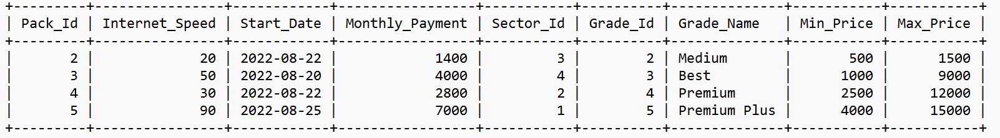 +---------+----------------+------------+-----------------+-----------+----------+--------------+-----------+-----------+
| Pack_Id | Internet_Speed | Start_Date | Monthly_Payment | Sector_Id | Grade_Id | Grade_Name   | Min_Price | Max_Price |
+---------+----------------+------------+-----------------+-----------+----------+--------------+-----------+-----------+
|       2 |             20 | 2022-08-22 |            1400 |         3 |        2 | Medium       |       500 |      1500 |
|       3 |             50 | 2022-08-20 |            4000 |         4 |        3 | Best         |      1000 |      9000 |
|       4 |             30 | 2022-08-22 |            2800 |         2 |        4 | Premium      |      2500 |     12000 |
|       5 |             90 | 2022-08-25 |            7000 |         1 |        5 | Premium Plus |      4000 |     15000 |
+---------+----------------+------------+-----------------+-----------+----------+--------------+-----------+-----------+